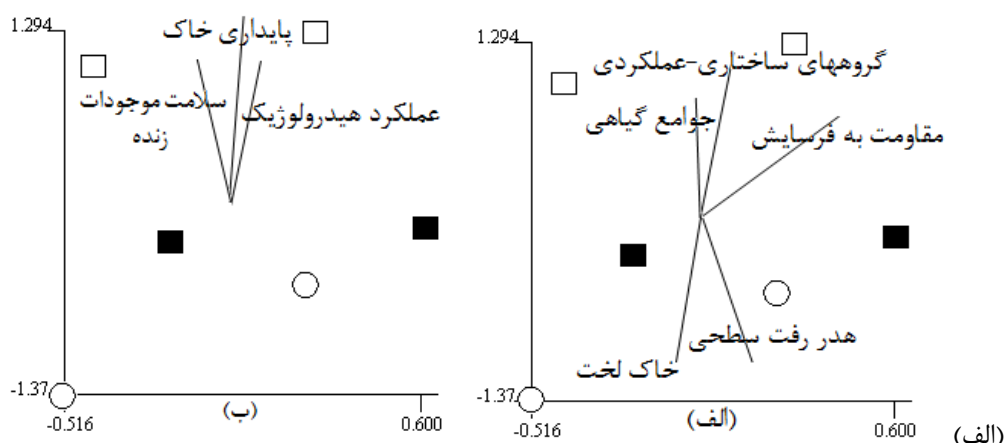 1.294
پایداری خاک
سلامت موجودات
زنده
عملکرد هیدرولوژیک
-1.37
-0.516
(ب)
0.600
1.294
گروههای ساختاری-عملکردی
جوامع گیاهی
مقاومت به فرسایش
هدر رفت سطحی
خاک لخت
-1.37
-0.516
(الف)
0.600
(الف)